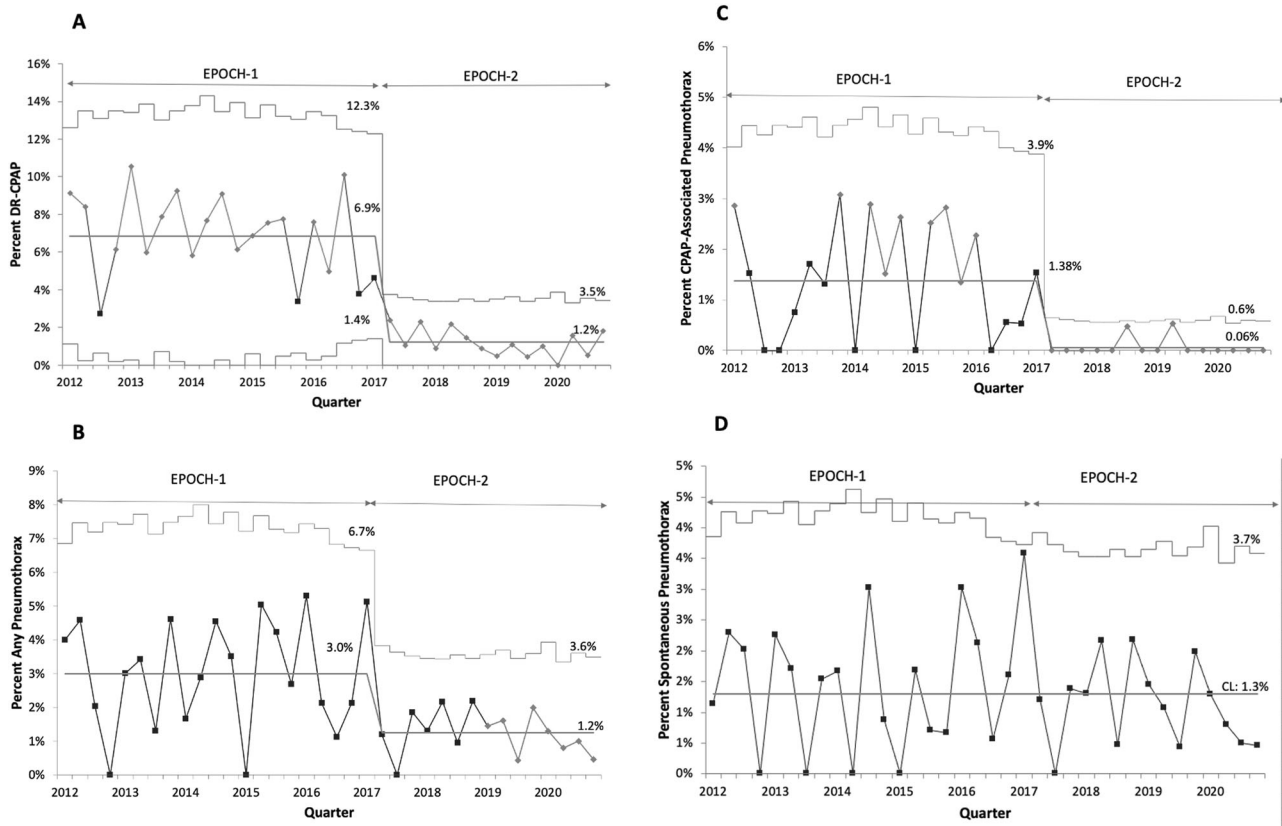 A
EPOCH-1
EPOCH-2
16%
14%
12%
10%
8%
6%
4%
2%
0%
12.3%
6.9%
1.4%
3.5%
1.2%
Percent DR-CPAP
2012 2013 2014 2015 2016 2017 2018 2019 2020
Quarter
B
EPOCH-1
EPOCH-2
9%
8%
7%
6%
5%
4%
3%
2%
1%
0%
6.7%
3.0%
3.6%
1.2%
Percent Any Pneumothorax
2012 2013 2014 2015 2016 2017 2018 2019 2020
Quarter
C
EPOCH-1
EPOCH-2
6%
5%
4%
3%
2%
1%
0%
3.9%
1.38%
0.6%
0.06%
Percent CPAP-Associated Pneumothorax
2012 2013 2014 2015 2016 2017 2018 2019 2020
Quarter
D
EPOCH-1
EPOCH-2
5%
5%
4%
4%
3%
3%
2%
2%
1%
1%
0%
3.7%
CL: 1.3%
Percent Spontaneous Pneumothorax
2012 2013 2014 2015 2016 2017 2018 2019 2020
Quarter